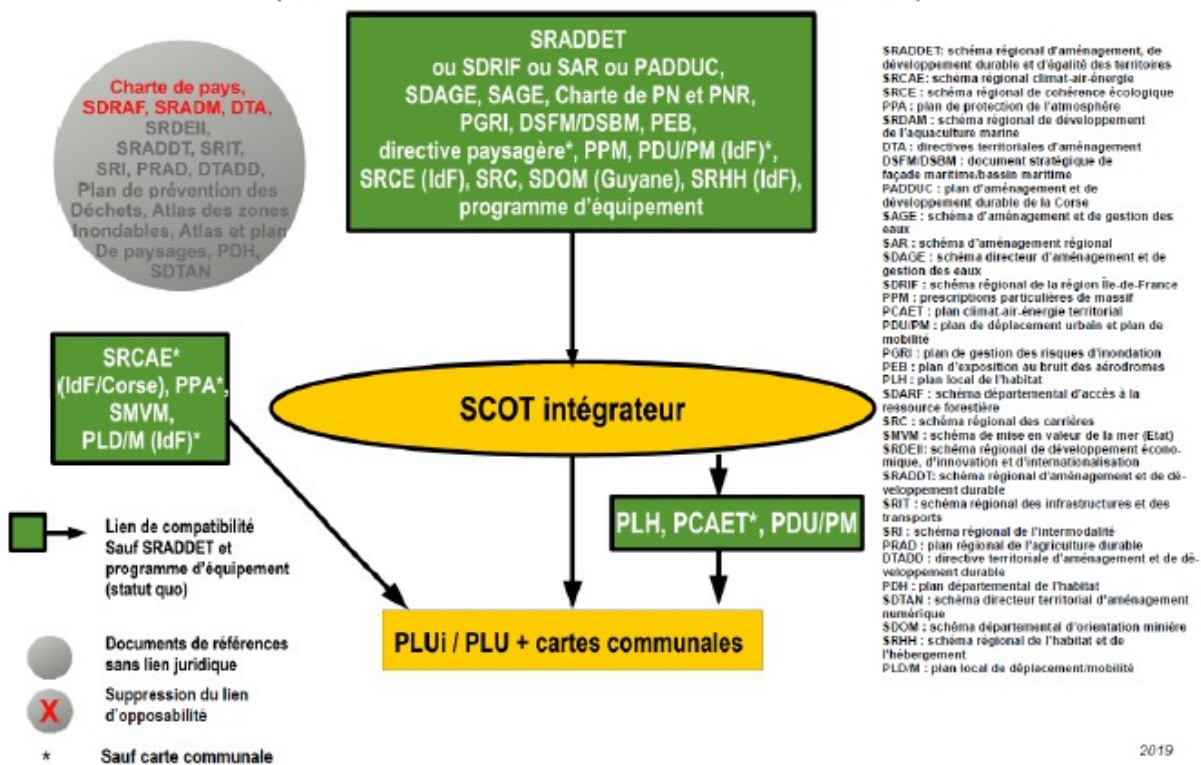 SRADDET
ou SDRIF ou SAR ou PADDUC,
SDAGE, SAGE, Charte de PN et PNR,
PGRI, DSFM/DSBM, PEB,
directive paysagère*, PPM, PDU/PM (IdF)*,
SRCE (IdF), SRC, SDOM (Guyane), SRHH (IdF),
programme d'équipement
Charte de pays,
SDRAF, SRADM, DTA,
SRDEII,
SRADDT, SRIT,
SRI, PRAD, DTADD,
Plan de prévention des
Déchets, Atlas des zones
Inondables, Atlas et plan
De paysages, PDH,
SDTAN
SRCAE*
(IdF/Corse), PPA*,
SMVM,
PLD/M (IdF)*
SCOT intégrateur
PLH, PCAET*, PDU/PM
PLUi / PLU + cartes communales
Lien de compatibilité
Sauf SRADDET et
programme d'équipement
(statut quo)
Documents de références
sans lien juridique
X
Suppression du lien
d'opposabilité
* Sauf carte communale
SRADDET: schéma régional d'aménagement, de
développement durable et d'égalité des territoires
SRCAE: schéma régional climat-air-énergie
SRCE : schéma régional de cohérence écologique
PPA : plan de protection de l'atmosphère
SRDAM : schéma régional de développement
de l'aquaculture marine
DTA : directives territoriales d'aménagement
DSFM/DSBM : document stratégique de
façade maritime/bassin maritime
PADDUC : plan d'aménagement et de
développement durable de la Corse
SAGE : schéma d'aménagement et de gestion des
eaux
SAR : schéma d'aménagement régional
SDAGE : schéma directeur d'aménagement et de
gestion des eaux
SDRIF : schéma régional de la région Île-de-France
PPM : prescriptions particulières de massif
PCAET : plan climat-air-énergie territorial
PDU/PM : plan de déplacement urbain et plan de
mobilité
PGRI : plan de gestion des risques d'inondation
PEB : plan d'exposition au bruit des aérodromes
PLH : plan local de l'habitat
SDARF : schéma départemental d'accès à la
ressource forestière
SRC : schéma régional des carrières
SMVM : schéma de mise en valeur de la mer (Etat)
SRDEII: schéma régional de développement écono-
mique, d'innovation et d'internationalisation
SRADDT: schéma régional d'aménagement et de dé-
veloppement durable
SRIT : schéma régional des infrastructures et des
transports
SRI : schéma régional de l'intermodalité
PRAD : plan régional de l'agriculture durable
DTADD : directive territoriale d'aménagement et de dé-
veloppement durable
PDH : plan départemental de l'habitat
SDTAN : schéma directeur territorial d'aménagement
numérique
SDOM : schéma départemental d'orientation minière
SRHH : schéma régional de l'habitat et de
l'hébergement
PLD/M : plan local de déplacement/mobilité
2019